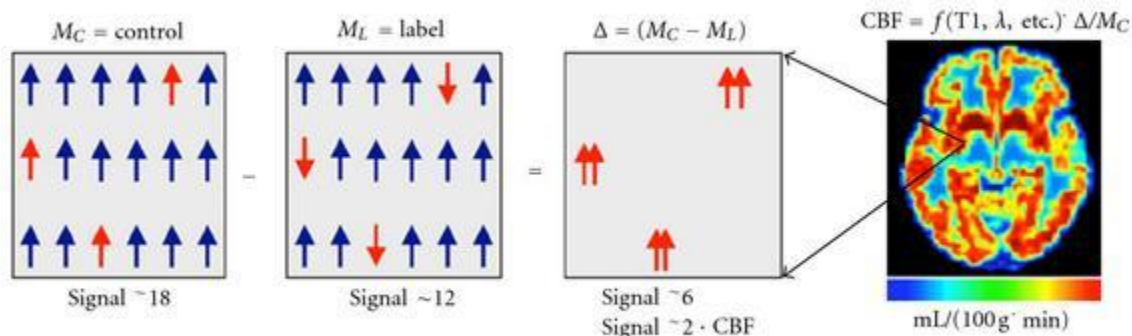 M_C = control
M_L = label
Δ = (M_C − M_L)
CBF = f(T1, λ, etc.)· Δ/M_C
−
=
Signal ~18
Signal ~12
Signal ~6
Signal ~2 · CBF
mL/(100 g· min)